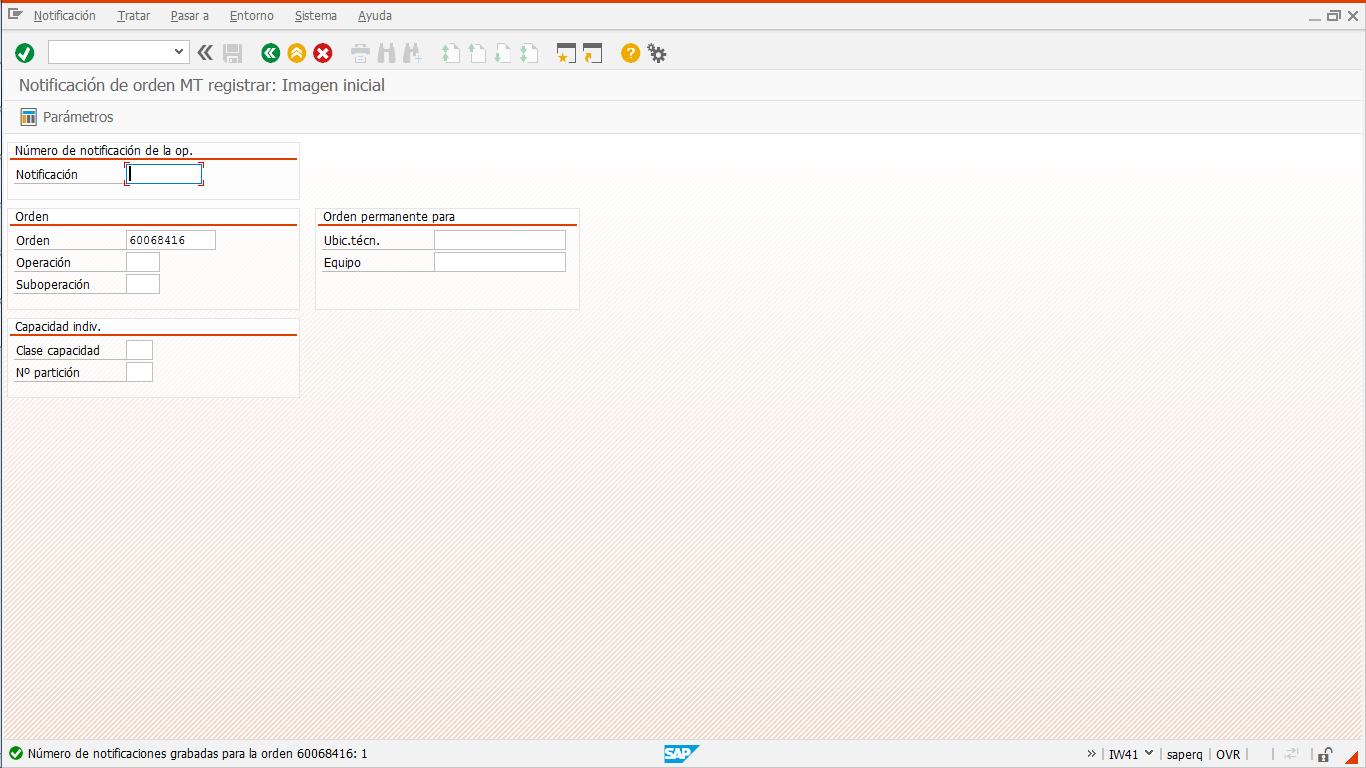 Notificación Tratar Pasar a Entorno Sistema Ayuda
Notificación de orden MT registrar: Imagen inicial
Parámetros
Número de notificación de la op.
Notificación
Orden
Orden 60068416
Operación
Suboperación
Orden permanente para
Ubic.técn.
Equipo
Capacidad indiv.
Clase capacidad
Nº partición
Número de notificaciones grabadas para la orden 60068416: 1
SAP
IW41
saperq
OVR